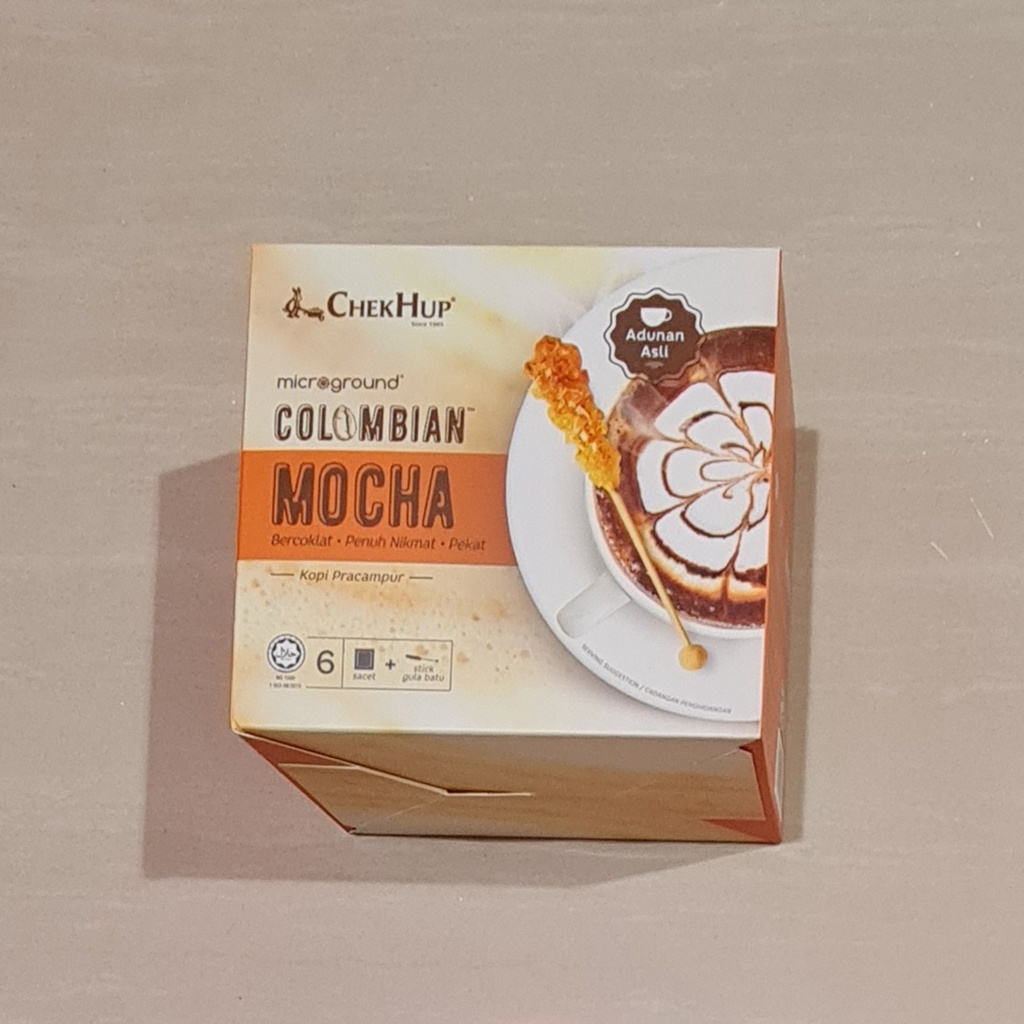 CHEKHUP®
Since 1965
microground®
COLOMBIAN™
MOCHA
Bercoklat • Penuh Nikmat • Pekat
Kopi Pracampur
6
sacet
+
stick
gula batu
Adunan
Asli
SERVING SUGGESTION / CADANGAN PENGHIDANGAN